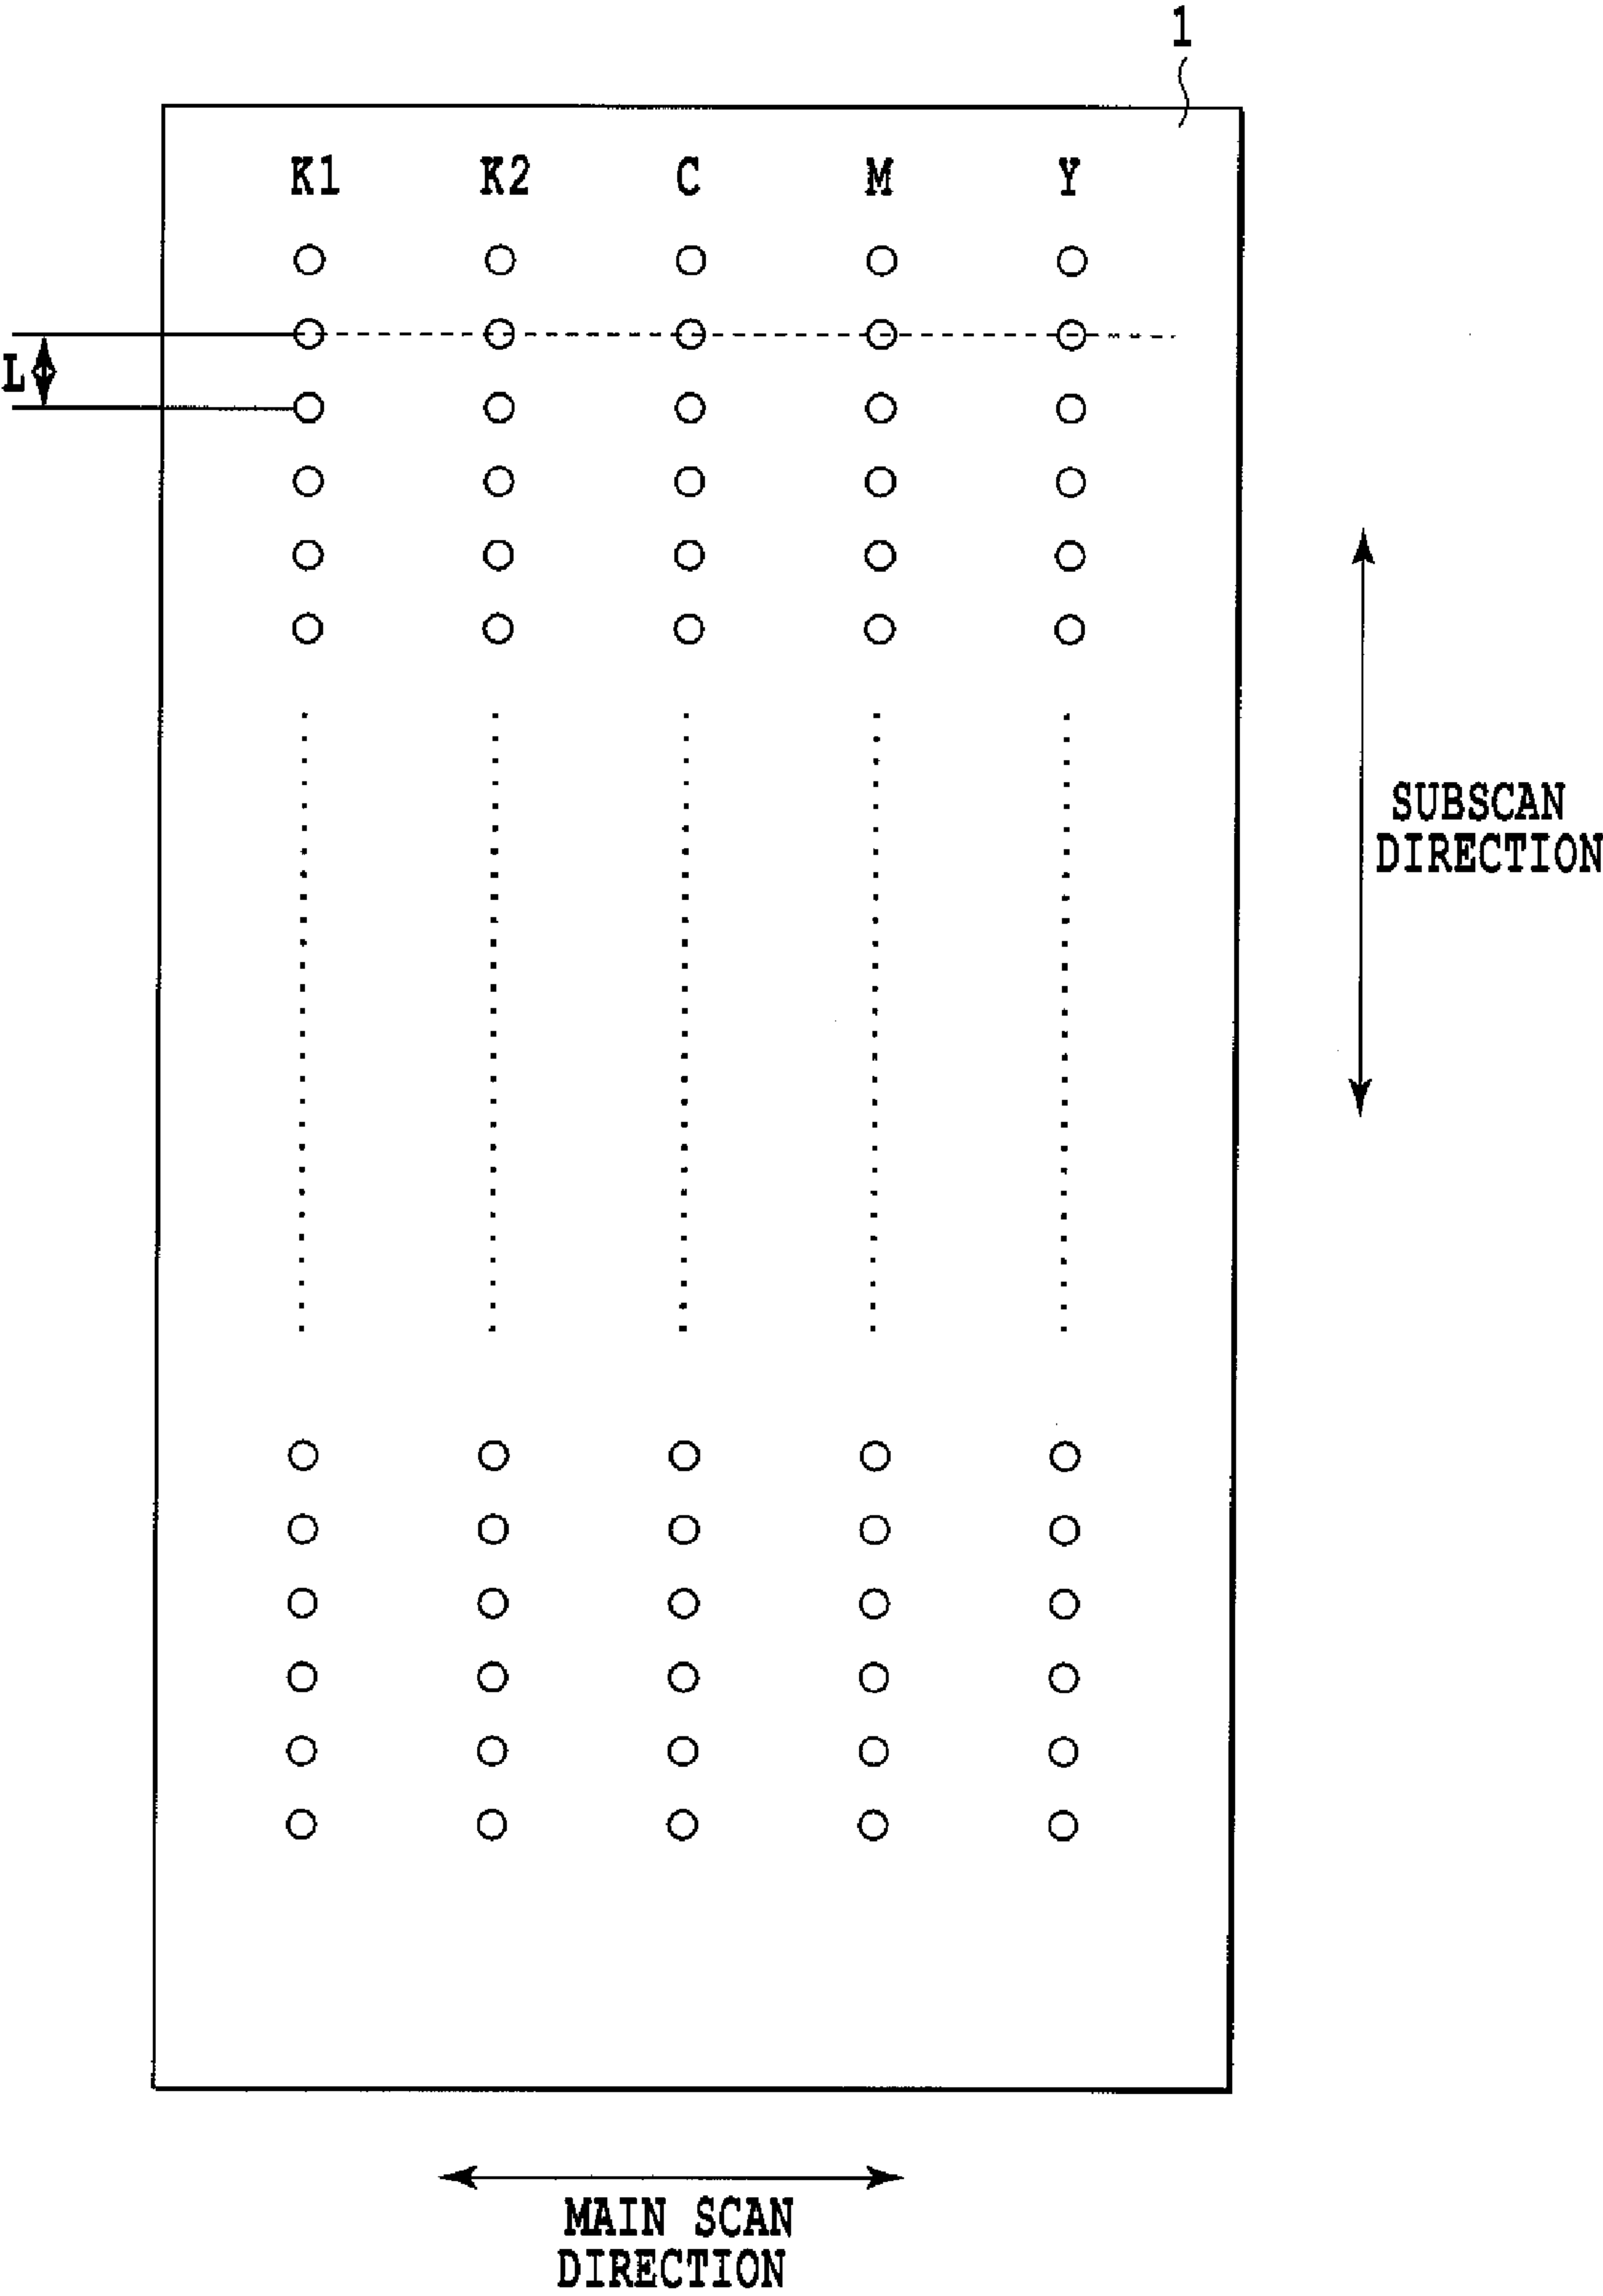 1
K1 K2 C M Y
L
SUBSCAN
DIRECTION
MAIN SCAN
DIRECTION